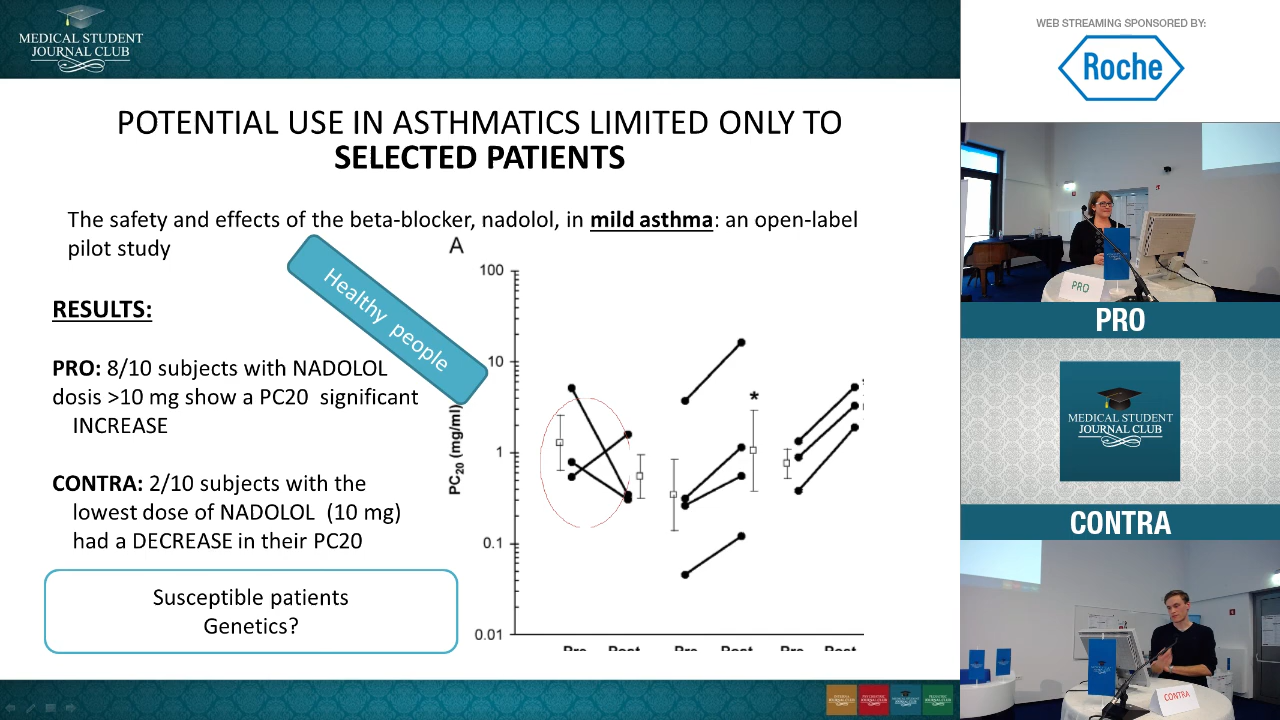 MEDICAL STUDENT
JOURNAL CLUB
POTENTIAL USE IN ASTHMATICS LIMITED ONLY TO
SELECTED PATIENTS
The safety and effects of the beta-blocker, nadolol, in mild asthma: an open-label
pilot study
Healthy people
RESULTS:
PRO: 8/10 subjects with NADOLOL
dosis >10 mg show a PC20 significant
INCREASE
CONTRA: 2/10 subjects with the
lowest dose of NADOLOL (10 mg)
had a DECREASE in their PC20
Susceptible patients
Genetics?
A
100
10
1
0.1
0.01
PC20 (mg/ml)
*
Pre Post Pre Post Pre Post
WEB STREAMING SPONSORED BY:
Roche
PRO
PRO
MEDICAL STUDENT
JOURNAL CLUB
CONTRA
CONTRA